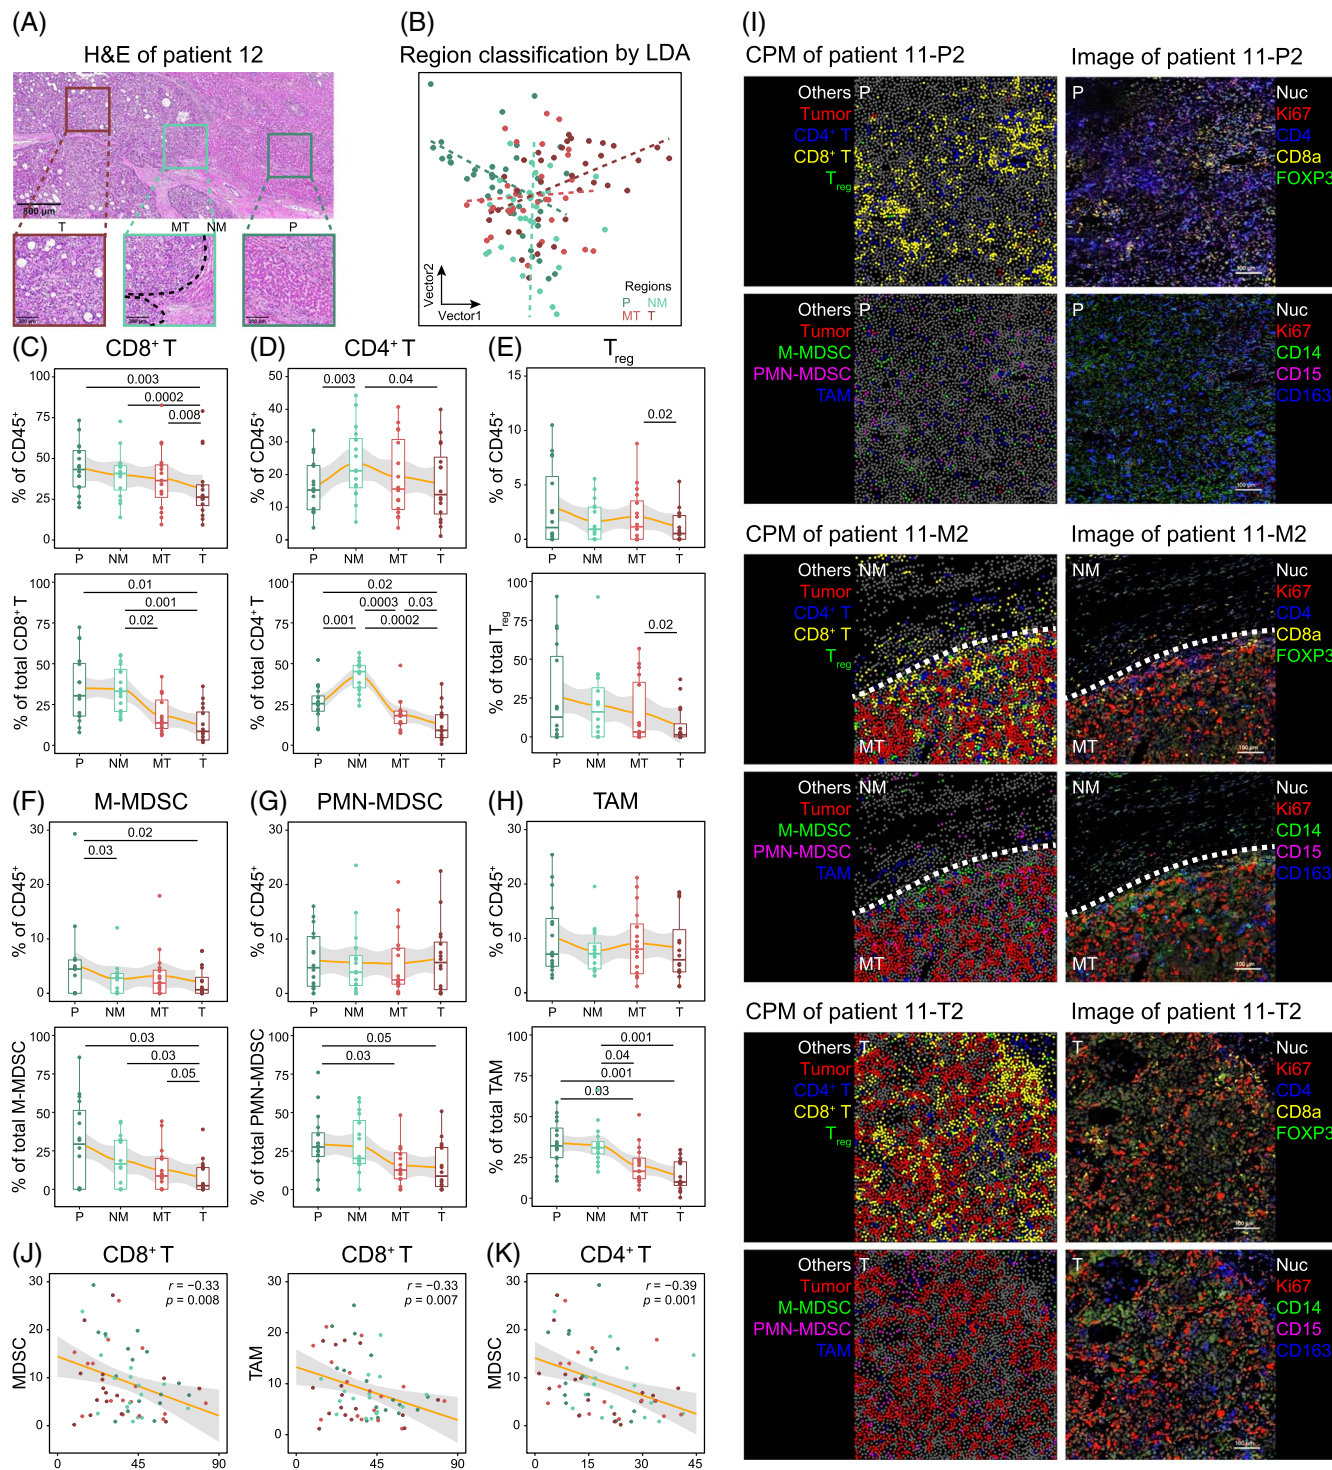 (A)
H&E of patient 12
800 μm
T
MT
NM
P
(B)
Region classification by LDA
Vector2
Vector1
Regions
P
NM
MT
T
(C)
CD8+ T
% of CD45+
100
75
50
25
0
0.003
0.0002
0.008
P
NM
MT
T
% of total CD8+ T
100
75
50
25
0
0.01
0.001
0.02
P
NM
MT
T
(D)
CD4+ T
% of CD45+
50
40
30
20
10
0
0.003
0.04
P
NM
MT
T
% of total CD4+ T
100
75
50
25
0
0.02
0.0003
0.03
0.001
0.0002
P
NM
MT
T
(E)
Treg
% of CD45+
15
10
5
0
0.02
P
NM
MT
T
% of total Treg
100
75
50
25
0
0.02
P
NM
MT
T
(F)
M-MDSC
% of CD45+
30
20
10
0
0.02
0.03
P
NM
MT
T
% of total M-MDSC
100
75
50
25
0
0.03
0.03
0.05
P
NM
MT
T
(G)
PMN-MDSC
% of CD45+
30
20
10
0
P
NM
MT
T
% of total PMN-MDSC
100
75
50
25
0
0.05
0.03
P
NM
MT
T
(H)
TAM
% of CD45+
30
20
10
0
P
NM
MT
T
% of total TAM
100
75
50
25
0
0.001
0.04
0.001
0.03
P
NM
MT
T
(I)
CPM of patient 11-P2
Others
Tumor
CD4+ T
CD8+ T
Treg
P
Image of patient 11-P2
P
Nuc
Ki67
CD4
CD8a
FOXP3
100 μm
Others
Tumor
M-MDSC
PMN-MDSC
TAM
P
P
Nuc
Ki67
CD14
CD15
CD163
100 μm
CPM of patient 11-M2
Others
Tumor
CD4+ T
CD8+ T
Treg
NM
MT
Image of patient 11-M2
NM
MT
Nuc
Ki67
CD4
CD8a
FOXP3
100 μm
Others
Tumor
M-MDSC
PMN-MDSC
TAM
NM
MT
NM
MT
Nuc
Ki67
CD14
CD15
CD163
100 μm
CPM of patient 11-T2
Others
Tumor
CD4+ T
CD8+ T
Treg
T
Image of patient 11-T2
T
Nuc
Ki67
CD4
CD8a
FOXP3
100 μm
Others
Tumor
M-MDSC
PMN-MDSC
TAM
T
T
Nuc
Ki67
CD14
CD15
CD163
100 μm
(J)
CD8+ T
MDSC
30
20
10
0
r = −0.33
p = 0.008
0
45
90
CD8+ T
TAM
30
20
10
0
r = −0.33
p = 0.007
0
45
90
(K)
CD4+ T
MDSC
30
20
10
0
r = −0.39
p = 0.001
0
15
30
45